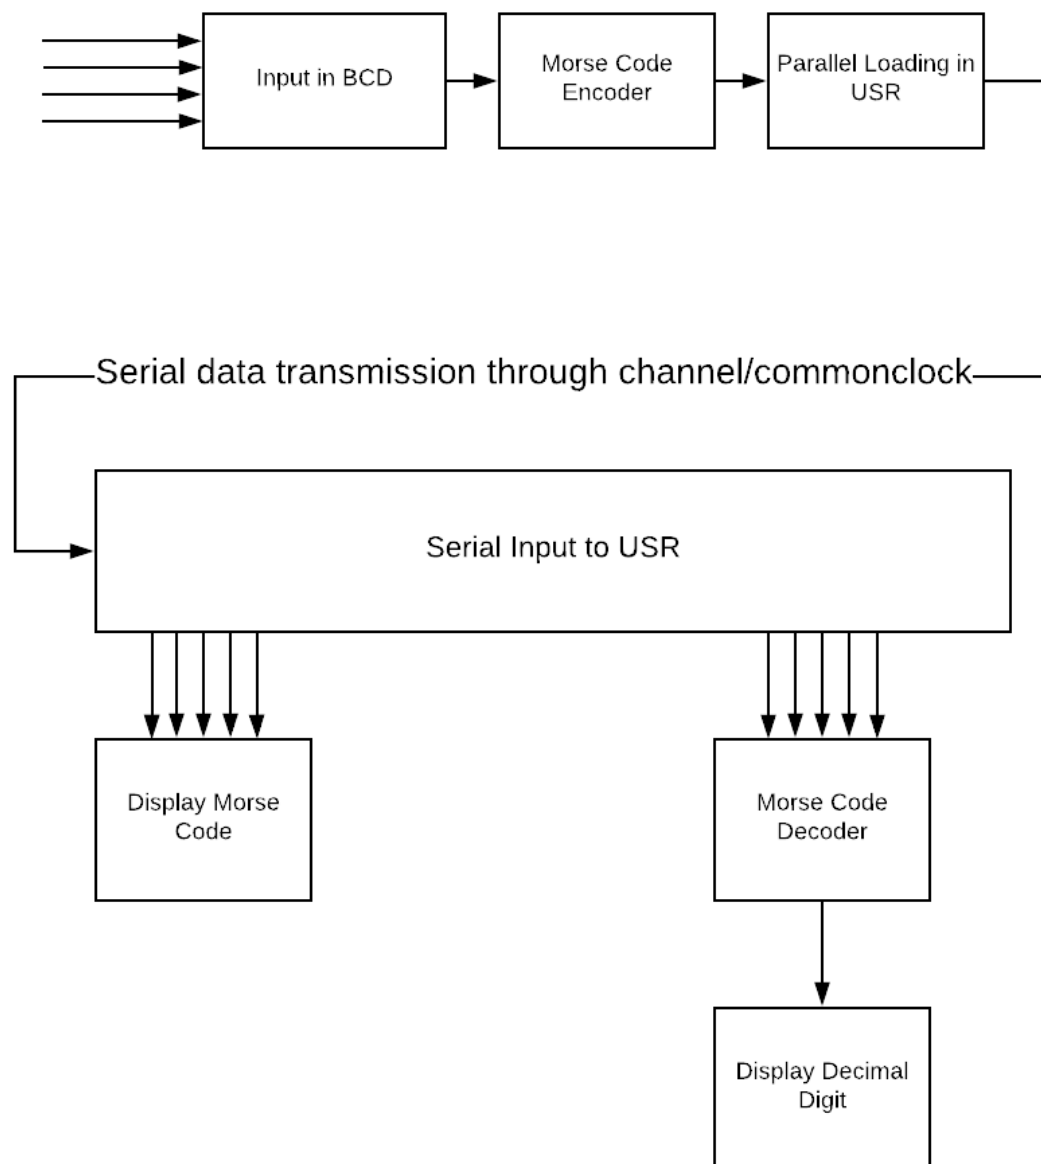 Input in BCD
Morse Code
Encoder
Parallel Loading in
USR
Serial data transmission through channel/commonclock
Serial Input to USR
Display Morse
Code
Morse Code
Decoder
Display Decimal
Digit